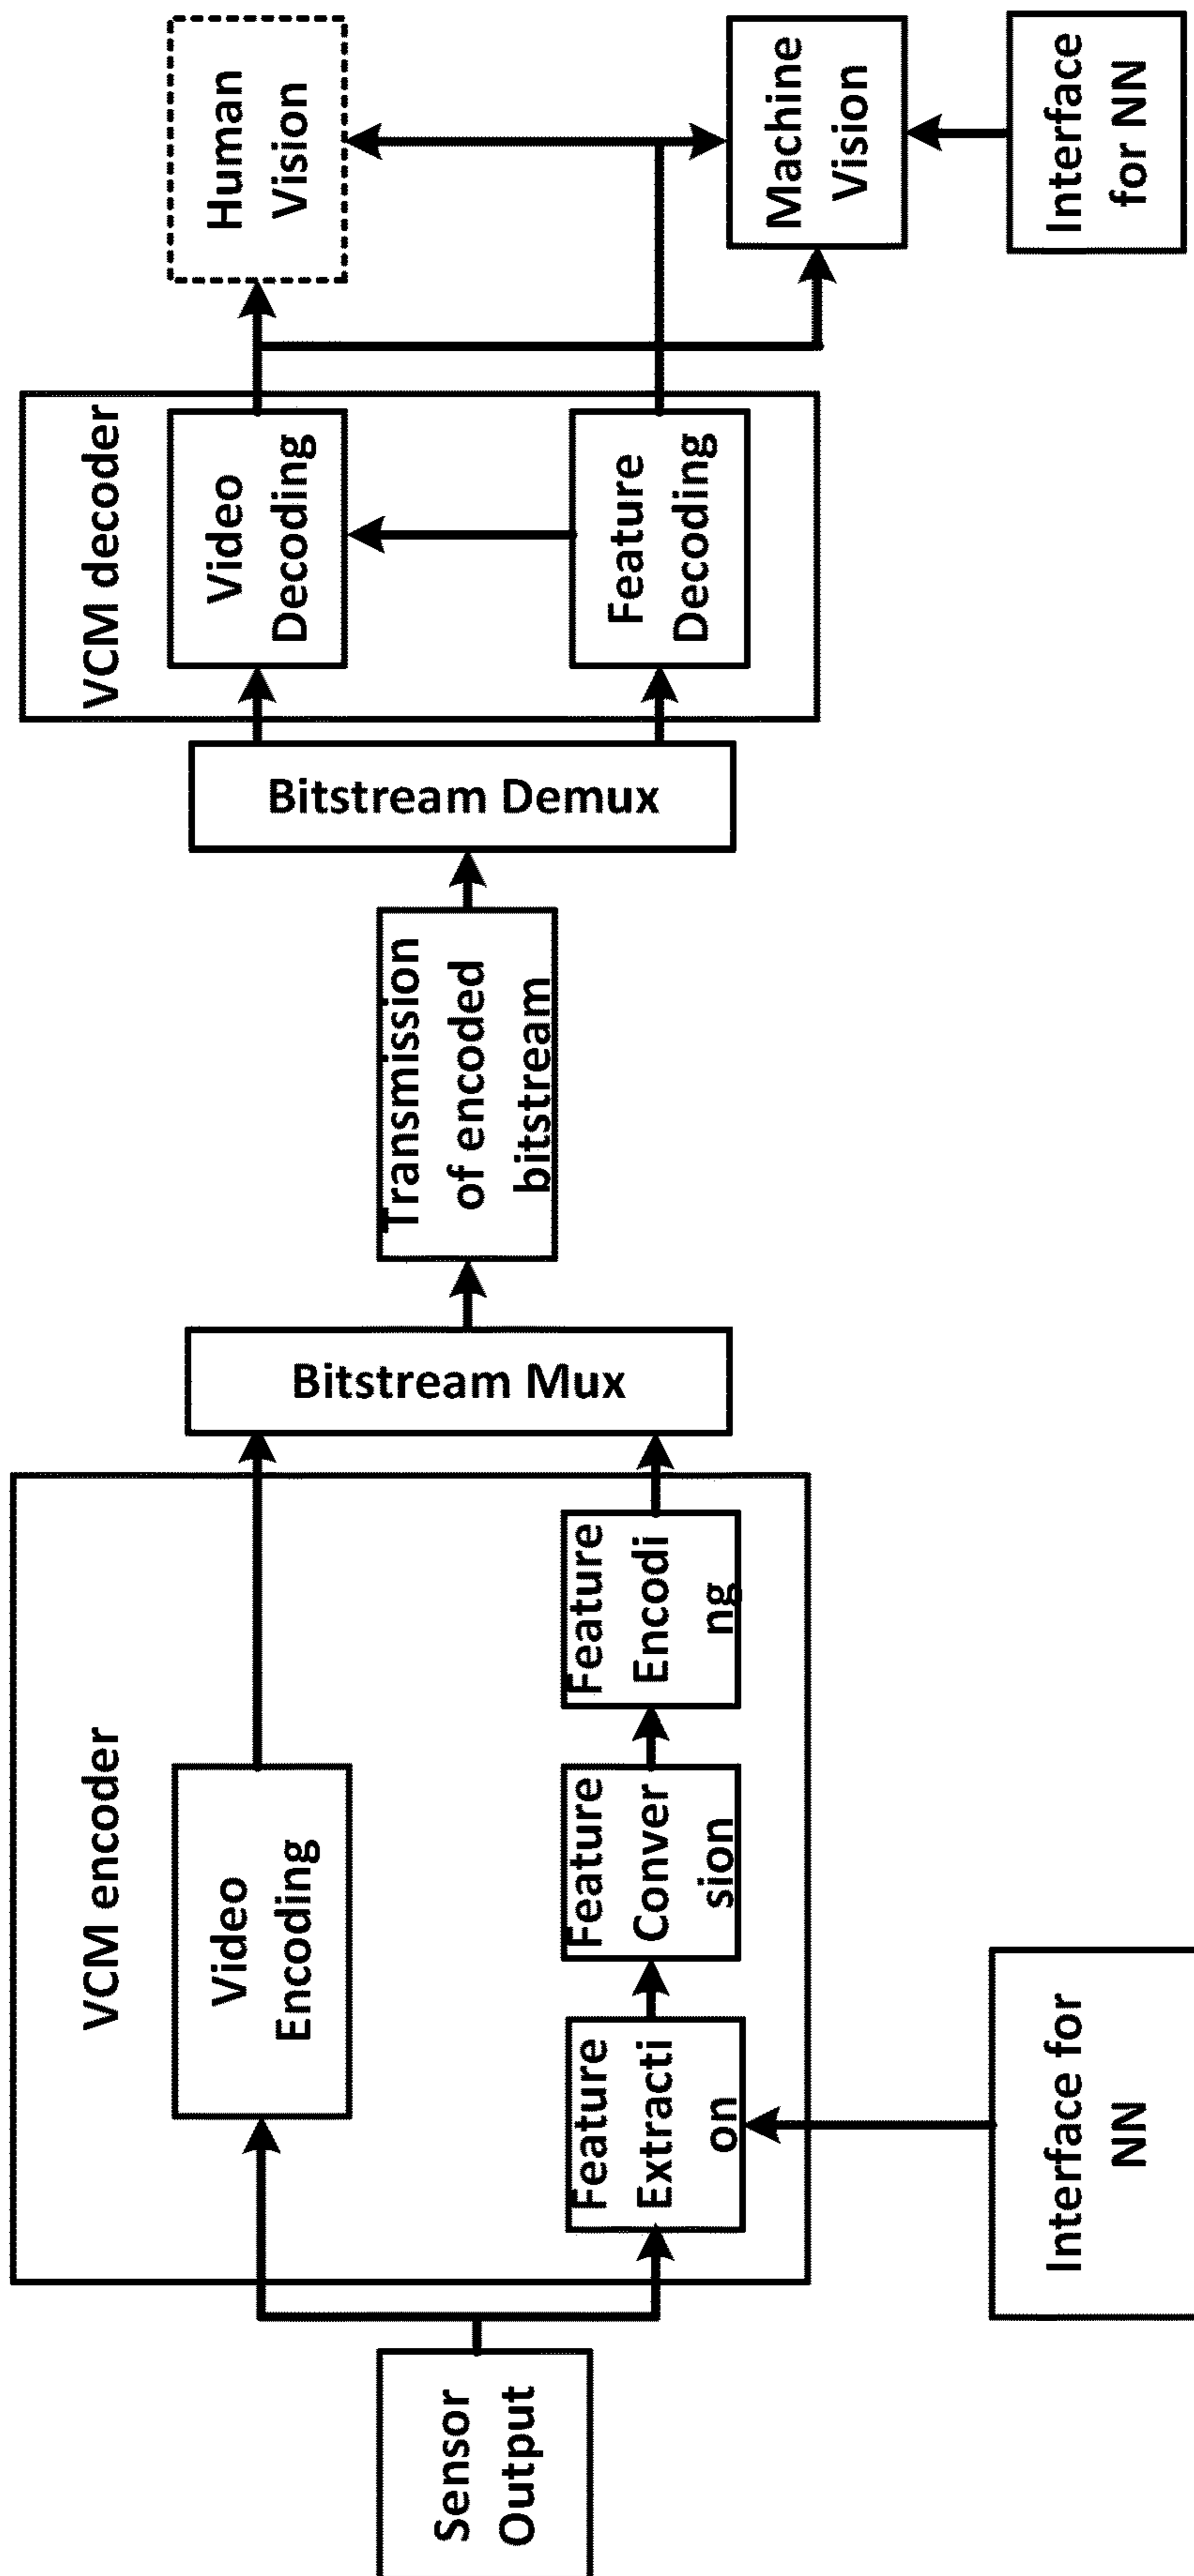 Sensor
Output
VCM encoder
Video
Encoding
Feature
Extracti
on
Feature
Conver
sion
Feature
Encodi
ng
Interface for
NN
Bitstream Mux
Transmission
of encoded
bitstream
Bitstream Demux
VCM decoder
Video
Decoding
Feature
Decoding
Human
Vision
Machine
Vision
Interface
for NN